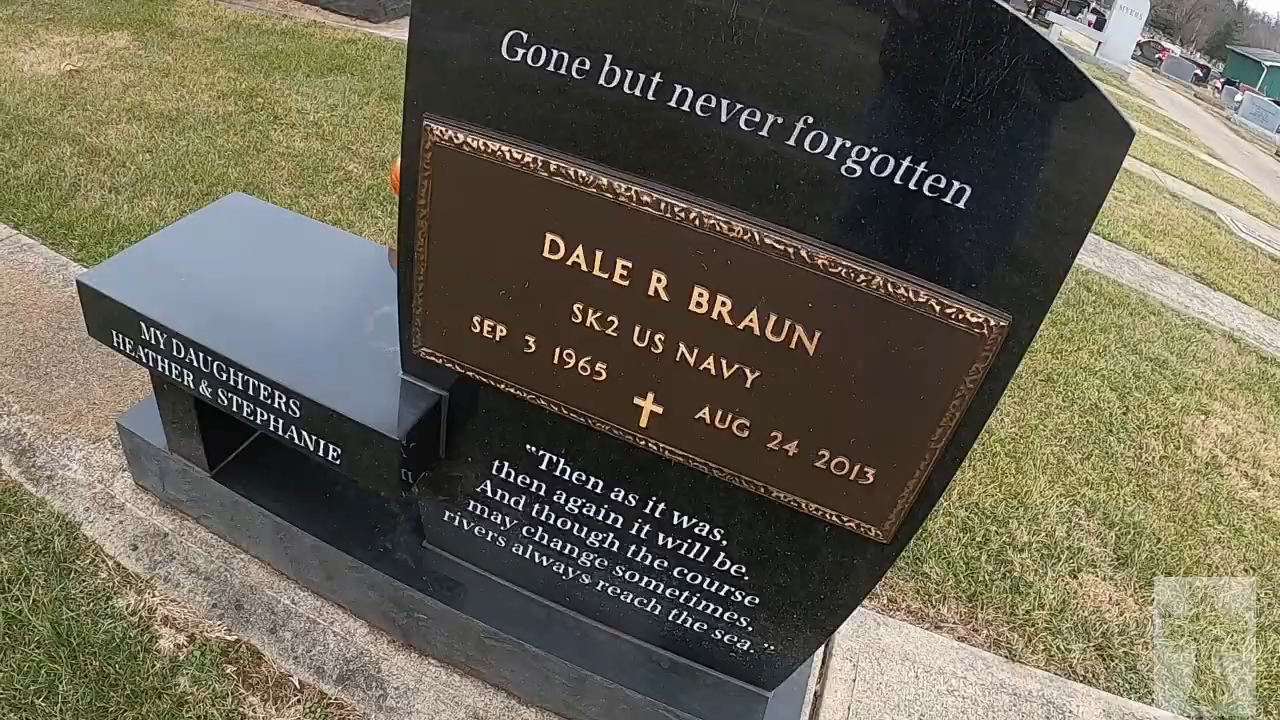 Gone but never forgotten
DALE R BRAUN
SK2 US NAVY
SEP 3 1965
AUG 24 2013
"Then as it was,
then again it will be.
And though the course
may change sometimes,
rivers always reach the sea."
MY DAUGHTERS
HEATHER & STEPHANIE
MYERS